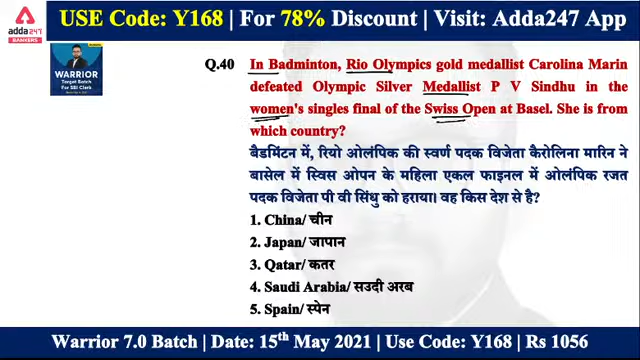 USE Code: Y168 | For 78% Discount | Visit: Adda247 App
Adda247
BANKERS
WARRIOR
Target Batch
For SBI Clerk
Q.40 In Badminton, Rio Olympics gold medallist Carolina Marin
defeated Olympic Silver Medallist P V Sindhu in the
women's singles final of the Swiss Open at Basel. She is from
which country?
बैडमिंटन में, रियो ओलंपिक की स्वर्ण पदक विजेता कैरोलिना मारिन ने
बासेल में स्विस ओपन के महिला एकल फाइनल में ओलंपिक रजत
पदक विजेता पी वी सिंधु को हराया। वह किस देश से है?
1. China/ चीन
2. Japan/ जापान
3. Qatar/ कतर
4. Saudi Arabia/ सउदी अरब
5. Spain/ स्पेन
Warrior 7.0 Batch | Date: 15th May 2021 | Use Code: Y168 | Rs 1056